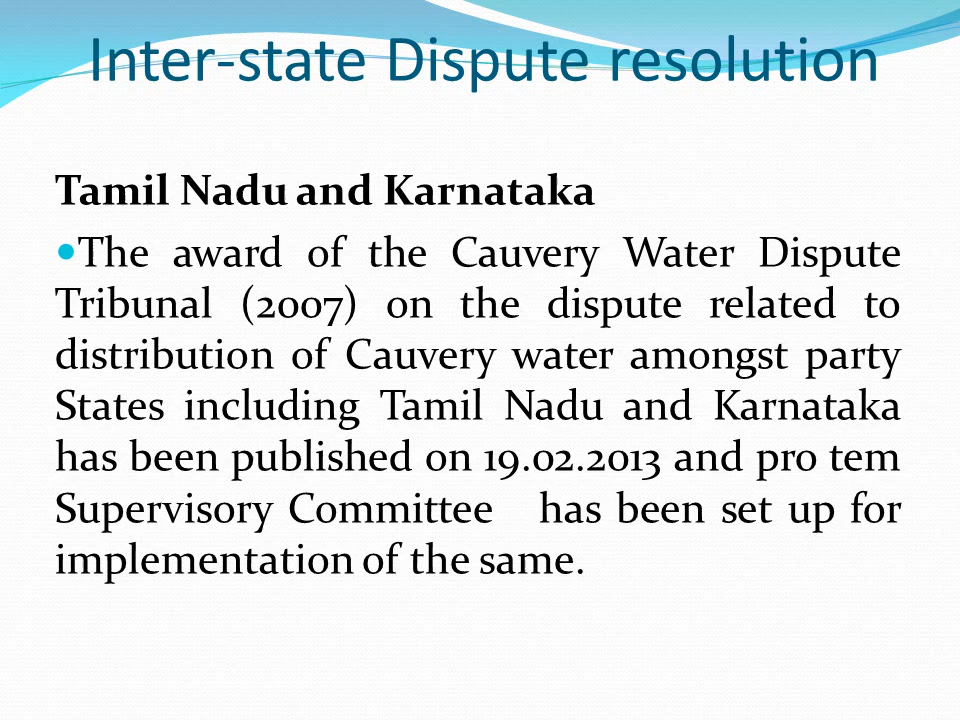 Inter-state Dispute resolution
Tamil Nadu and Karnataka
The award of the Cauvery Water Dispute
Tribunal (2007) on the dispute related to
distribution of Cauvery water amongst party
States including Tamil Nadu and Karnataka
has been published on 19.02.2013 and pro tem
Supervisory Committee has been set up for
implementation of the same.